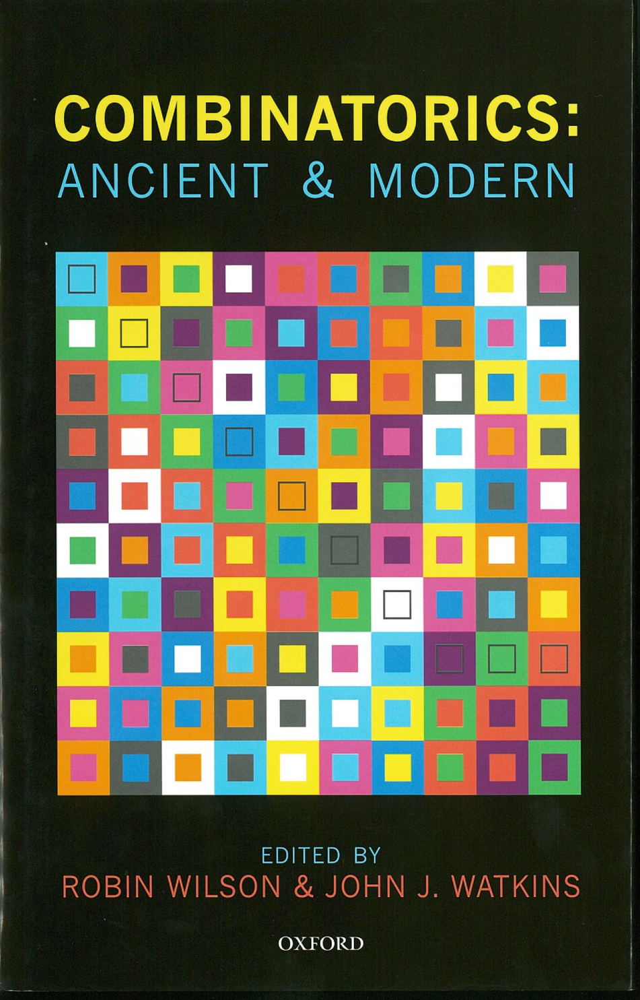 COMBINATORICS:
ANCIENT & MODERN
EDITED BY
ROBIN WILSON & JOHN J. WATKINS
OXFORD